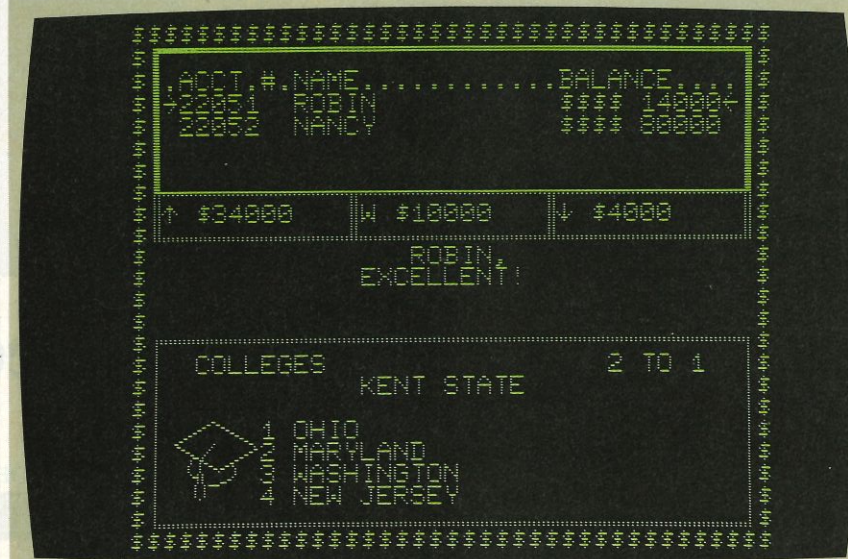 $$$$$$$$$$$$$$$$$$$$$$$$$$$$$$$$$$$$$$
.ACCT.#.NAME............BALANCE....
→22051 ROBIN $$$$ 14000←
22052 NANCY $$$$ 80000
↑ $34000 W $10000 ↓ $4000
ROBIN,
EXCELLENT!
COLLEGES 2 TO 1
KENT STATE
1 OHIO
2 MARYLAND
3 WASHINGTON
4 NEW JERSEY
$$$$$$$$$$$$$$$$$$$$$$$$$$$$$$$$$$$$$$